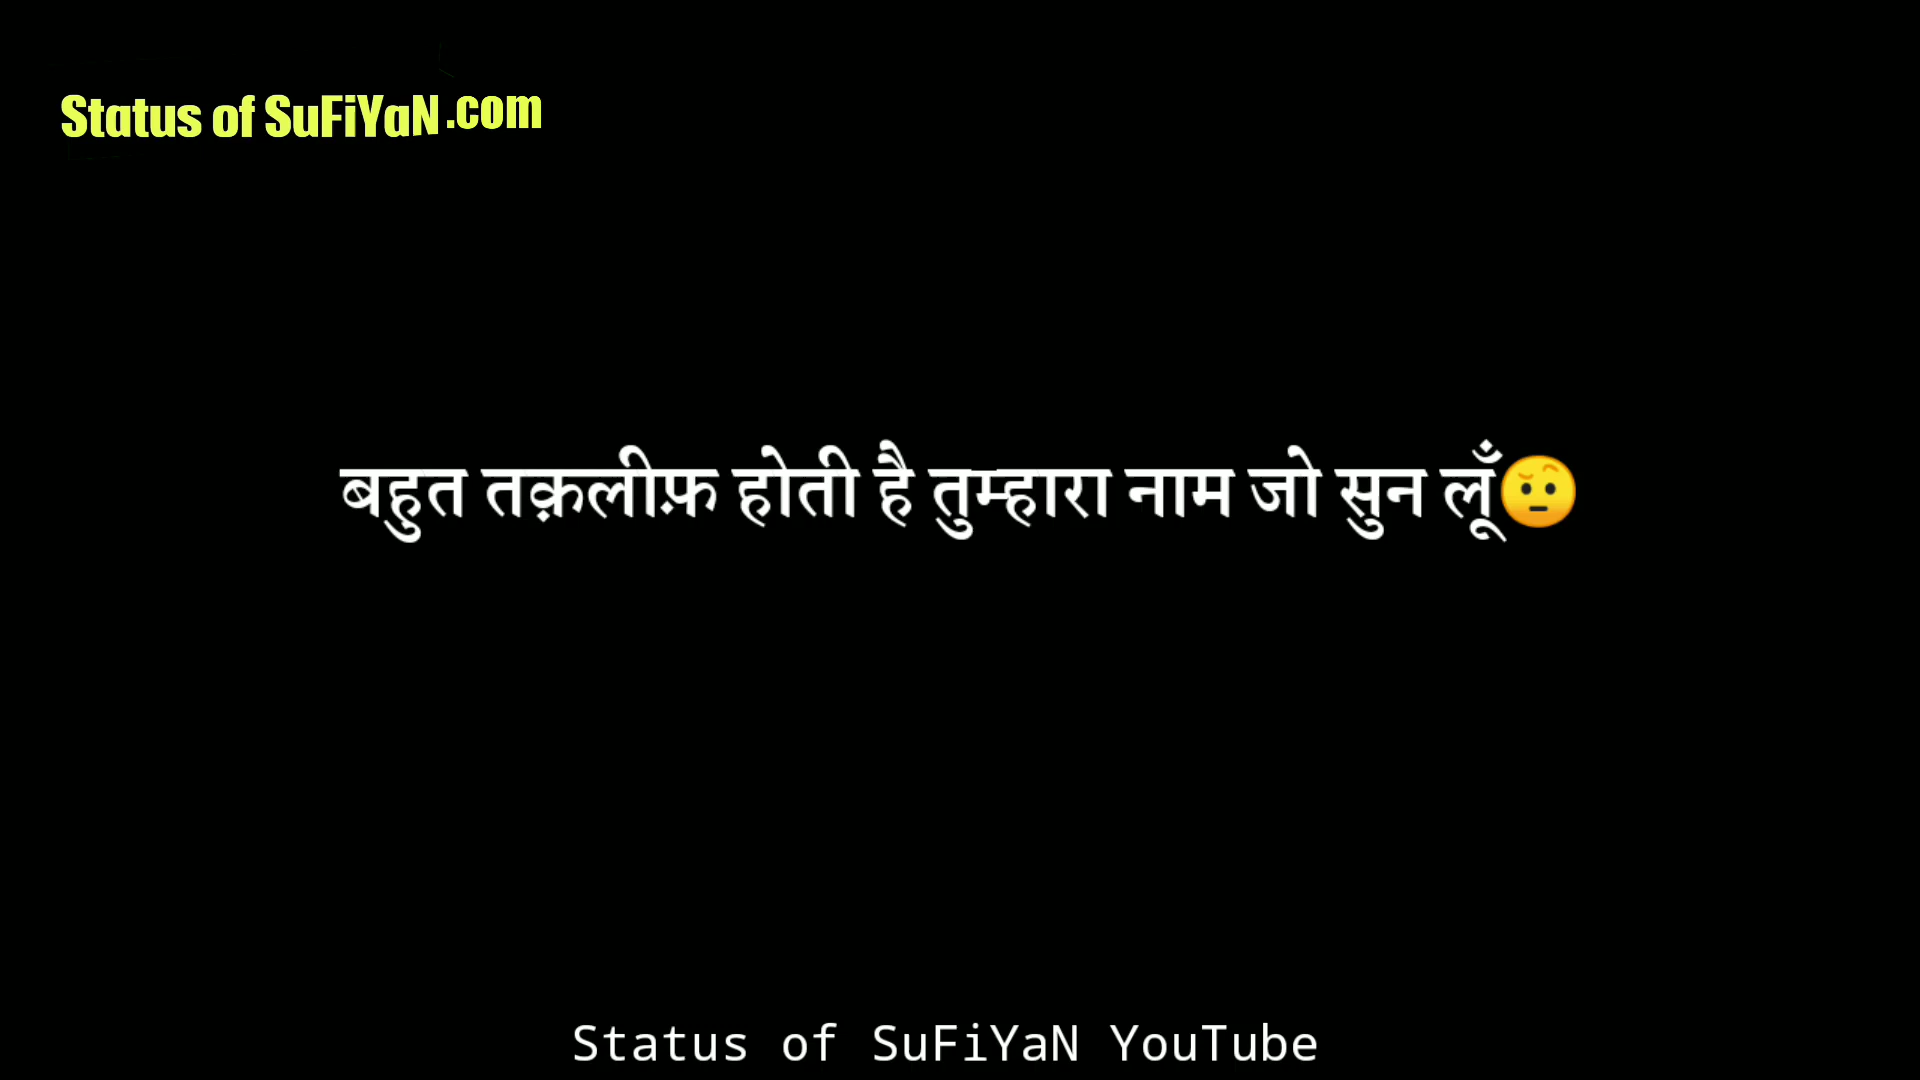 Status of SuFiYaN .com
बहुत तक़लीफ़ होती है तुम्हारा नाम जो सुन लूँ🤨
Status of SuFiYaN YouTube